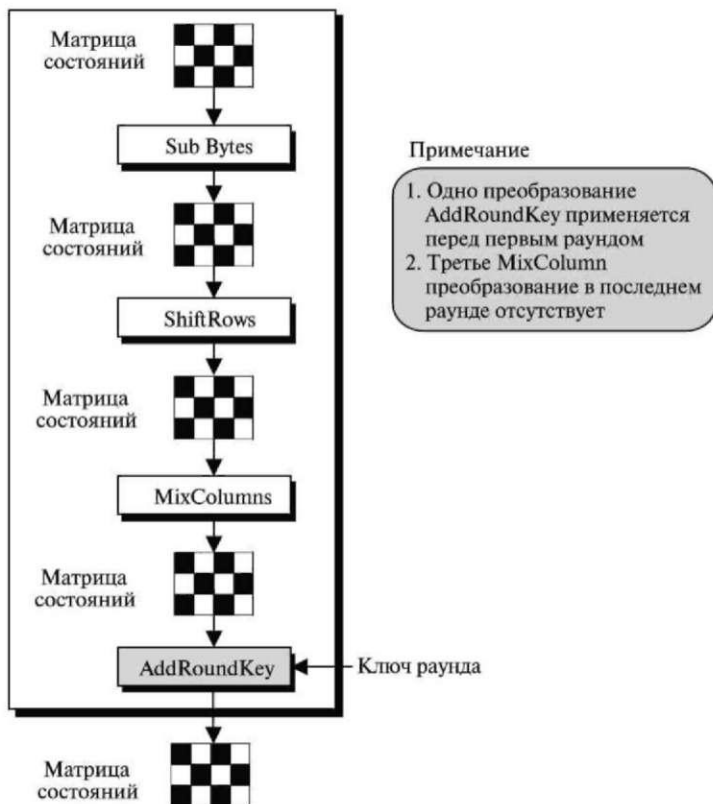 Матрица
состояний
Sub Bytes
Матрица
состояний
ShiftRows
Матрица
состояний
MixColumns
Матрица
состояний
AddRoundKey
Ключ раунда
Матрица
состояний
Примечание
1. Одно преобразование
AddRoundKey применяется
перед первым раундом
2. Третье MixColumn
преобразование в последнем
раунде отсутствует